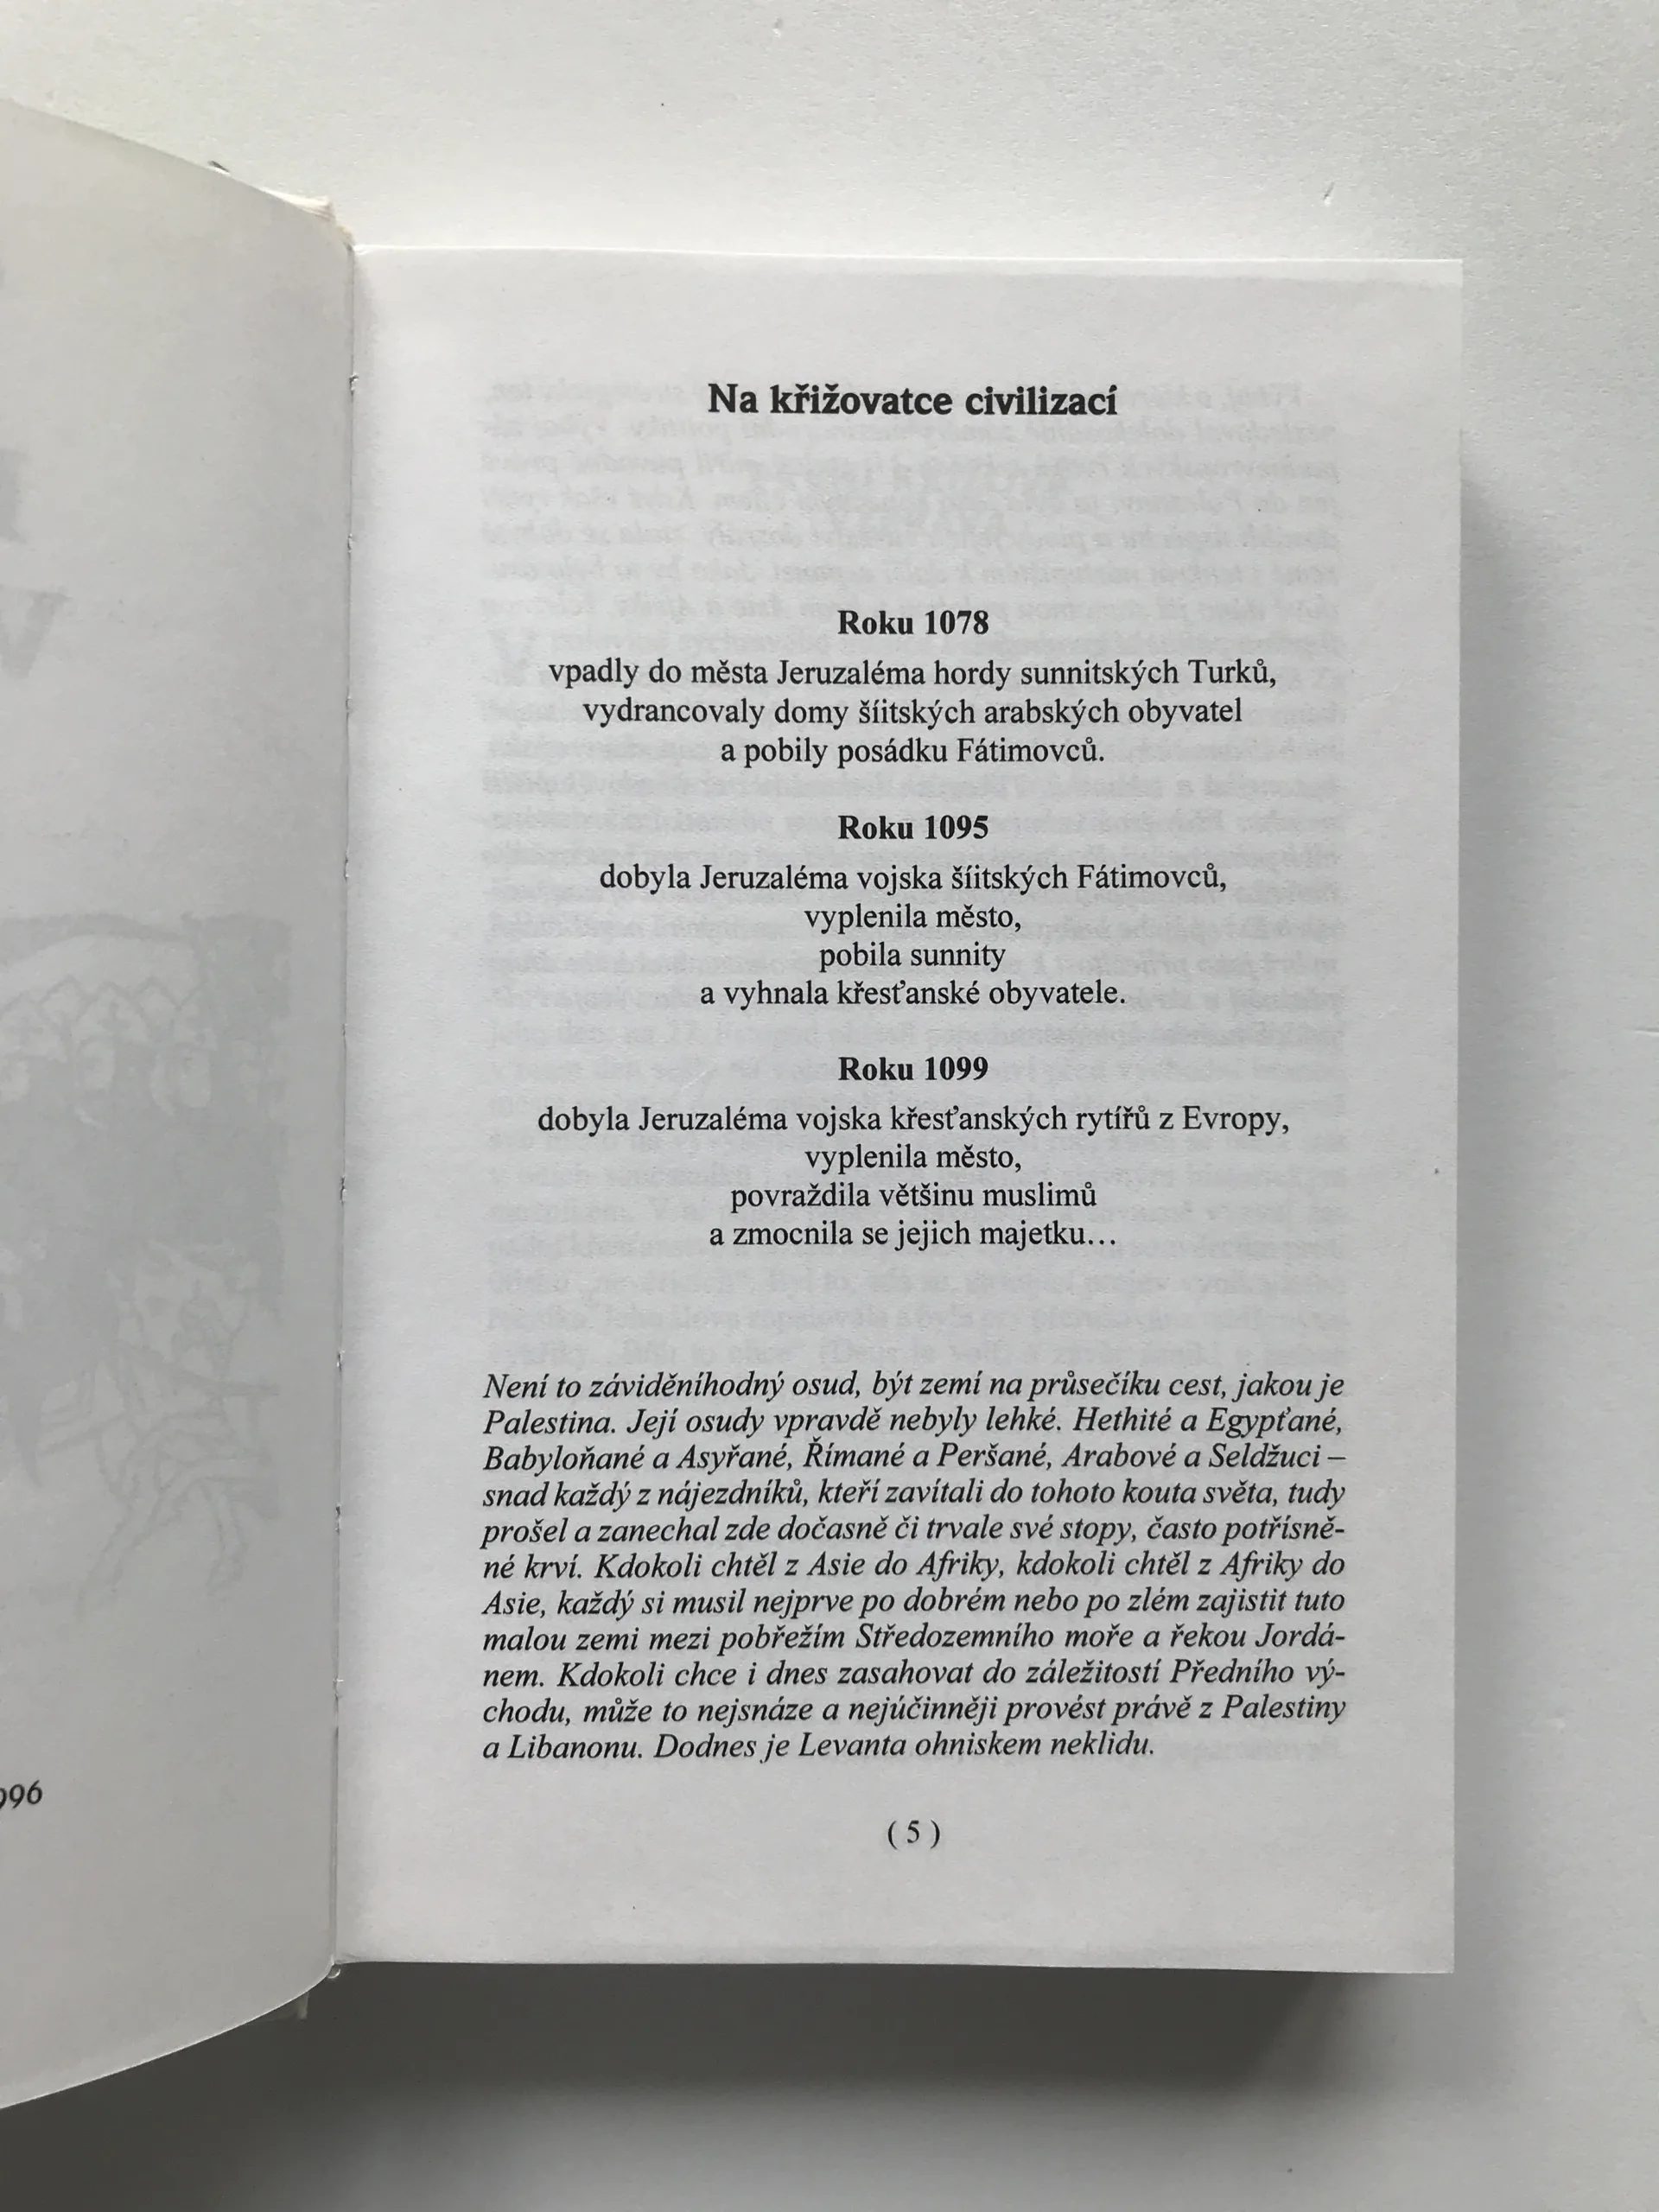 Na křižovatce civilizací
Roku 1078
vpadly do města Jeruzaléma hordy sunnitských Turků,
vydrancovaly domy šíitských arabských obyvatel
a pobily posádku Fátimovců.
Roku 1095
dobyla Jeruzaléma vojska šíitských Fátimovců,
vyplenila město,
pobila sunnity
a vyhnala křesťanské obyvatele.
Roku 1099
dobyla Jeruzaléma vojska křesťanských rytířů z Evropy,
vyplenila město,
povraždila většinu muslimů
a zmocnila se jejich majetku…
Není to záviděníhodný osud, být zemí na průsečíku cest, jakou je
Palestina. Její osudy vpravdě nebyly lehké. Hethité a Egypťané,
Babyloňané a Asyřané, Římané a Peršané, Arabové a Seldžuci –
snad každý z nájezdníků, kteří zavítali do tohoto kouta světa, tudy
prošel a zanechal zde dočasně či trvale své stopy, často potřísně-
né krví. Kdokoli chtěl z Asie do Afriky, kdokoli chtěl z Afriky do
Asie, každý si musil nejprve po dobrém nebo po zlém zajistit tuto
malou zemi mezi pobřežím Středozemního moře a řekou Jordá-
nem. Kdokoli chce i dnes zasahovat do záležitostí Předního vý-
chodu, může to nejsnáze a nejúčinněji provést právě z Palestiny
a Libanonu. Dodnes je Levanta ohniskem neklidu.
( 5 )
996